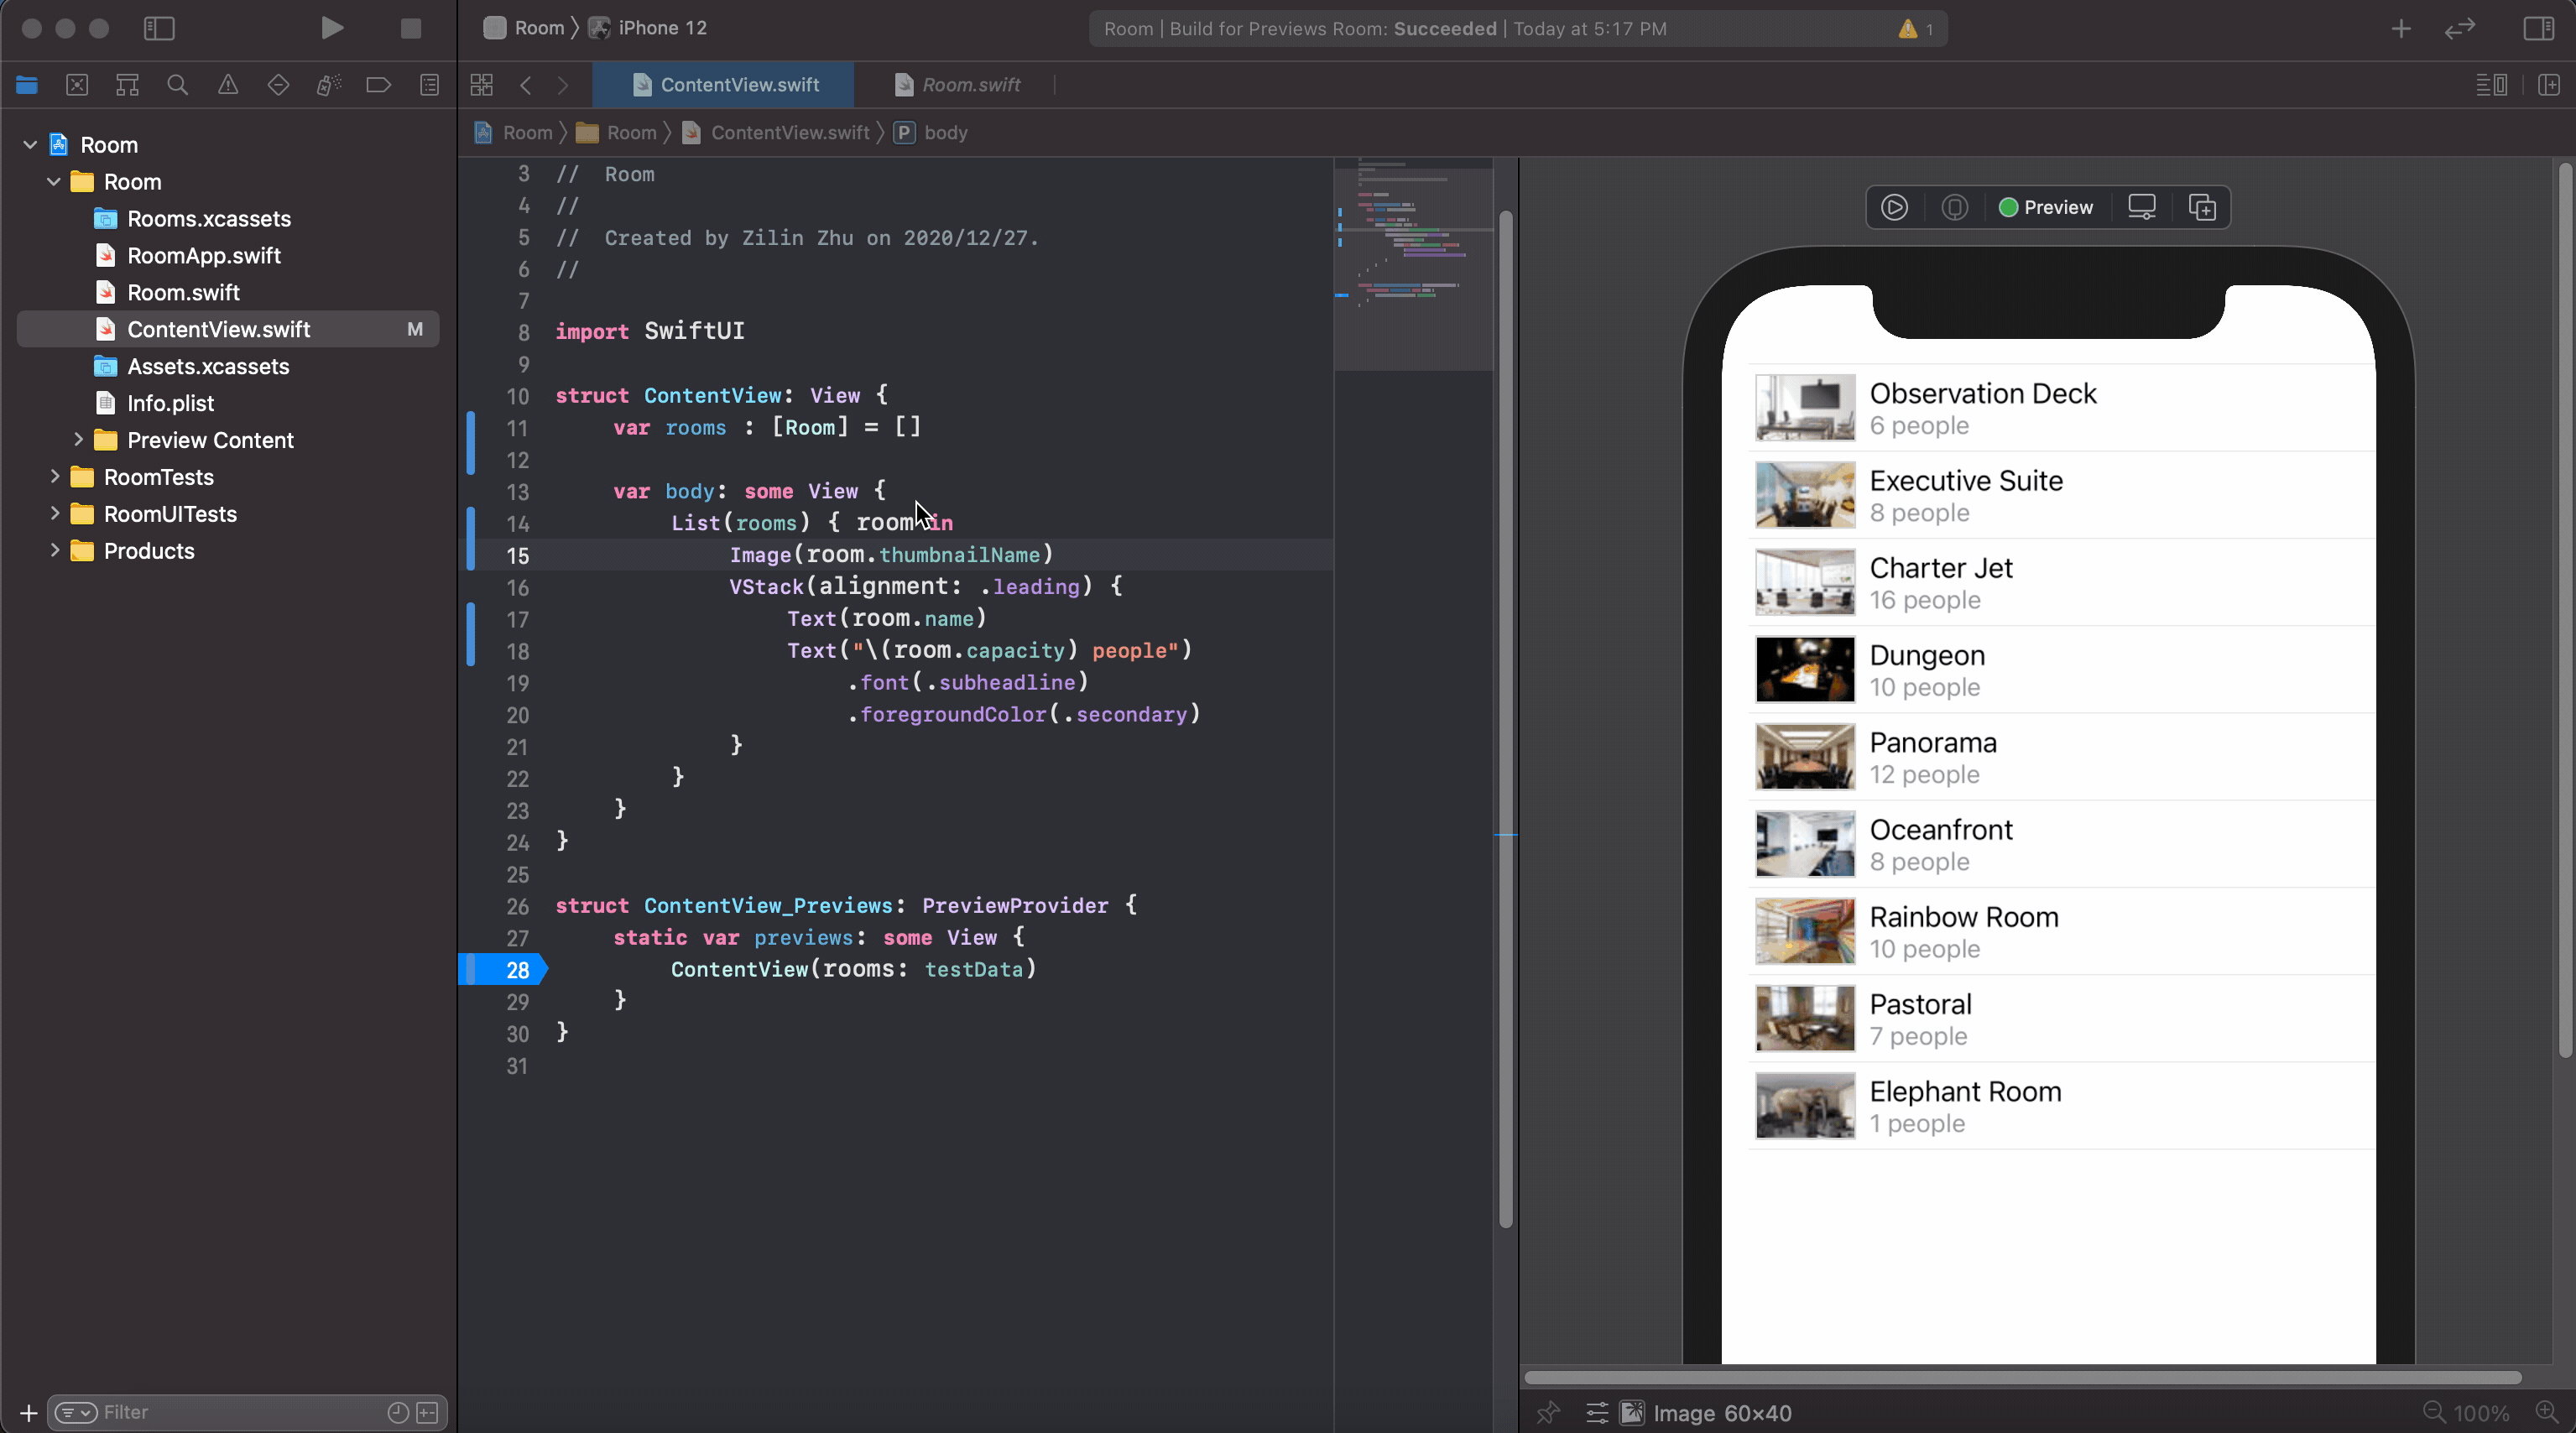 Room
iPhone 12
Room | Build for Previews Room: Succeeded | Today at 5:17 PM
1
ContentView.swift
Room.swift
Room
Room
ContentView.swift
P
body
Room
Room
Rooms.xcassets
RoomApp.swift
Room.swift
ContentView.swift M
Assets.xcassets
Info.plist
Preview Content
RoomTests
RoomUITests
Products
Filter
3 //  Room
4 //
5 //  Created by Zilin Zhu on 2020/12/27.
6 //
7
8 import SwiftUI
9
10 struct ContentView: View {
11     var rooms : [Room] = []
12
13     var body: some View {
14         List(rooms) { room in
15             Image(room.thumbnailName)
16             VStack(alignment: .leading) {
17                 Text(room.name)
18                 Text("\(room.capacity) people")
19                     .font(.subheadline)
20                     .foregroundColor(.secondary)
21             }
22         }
23     }
24 }
25
26 struct ContentView_Previews: PreviewProvider {
27     static var previews: some View {
28         ContentView(rooms: testData)
29     }
30 }
31
Preview
Observation Deck
6 people
Executive Suite
8 people
Charter Jet
16 people
Dungeon
10 people
Panorama
12 people
Oceanfront
8 people
Rainbow Room
10 people
Pastoral
7 people
Elephant Room
1 people
Image 60×40
100%